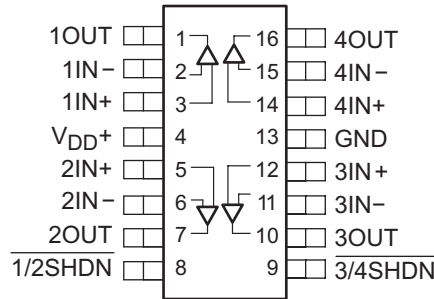 1OUT 1 16 4OUT
1IN− 2 15 4IN−
1IN+ 3 14 4IN+
VDD+ 4 13 GND
2IN+ 5 12 3IN+
2IN− 6 11 3IN−
2OUT 7 10 3OUT
1/2SHDN 8 9 3/4SHDN